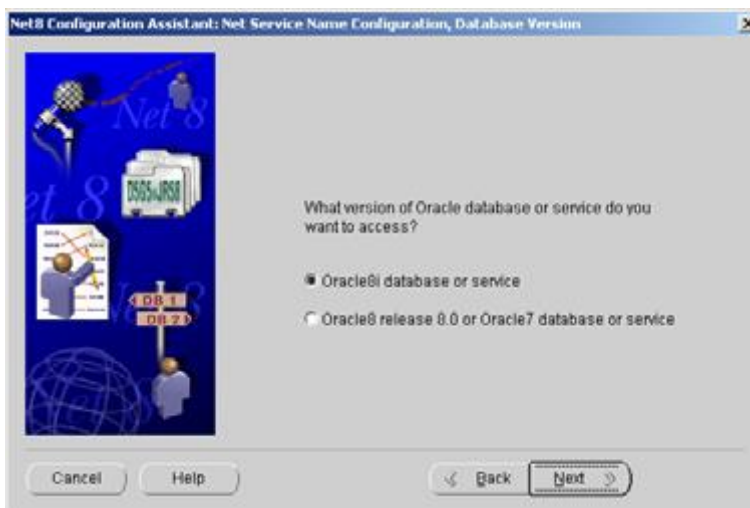 Net8 Configuration Assistant: Net Service Name Configuration, Database Version
Net 8
DSGS
JRS8
et 8
DB 1
DB 2
What version of Oracle database or service do you
want to access?
Oracle8i database or service
Oracle8 release 8.0 or Oracle7 database or service
Cancel
Help
Back
Next